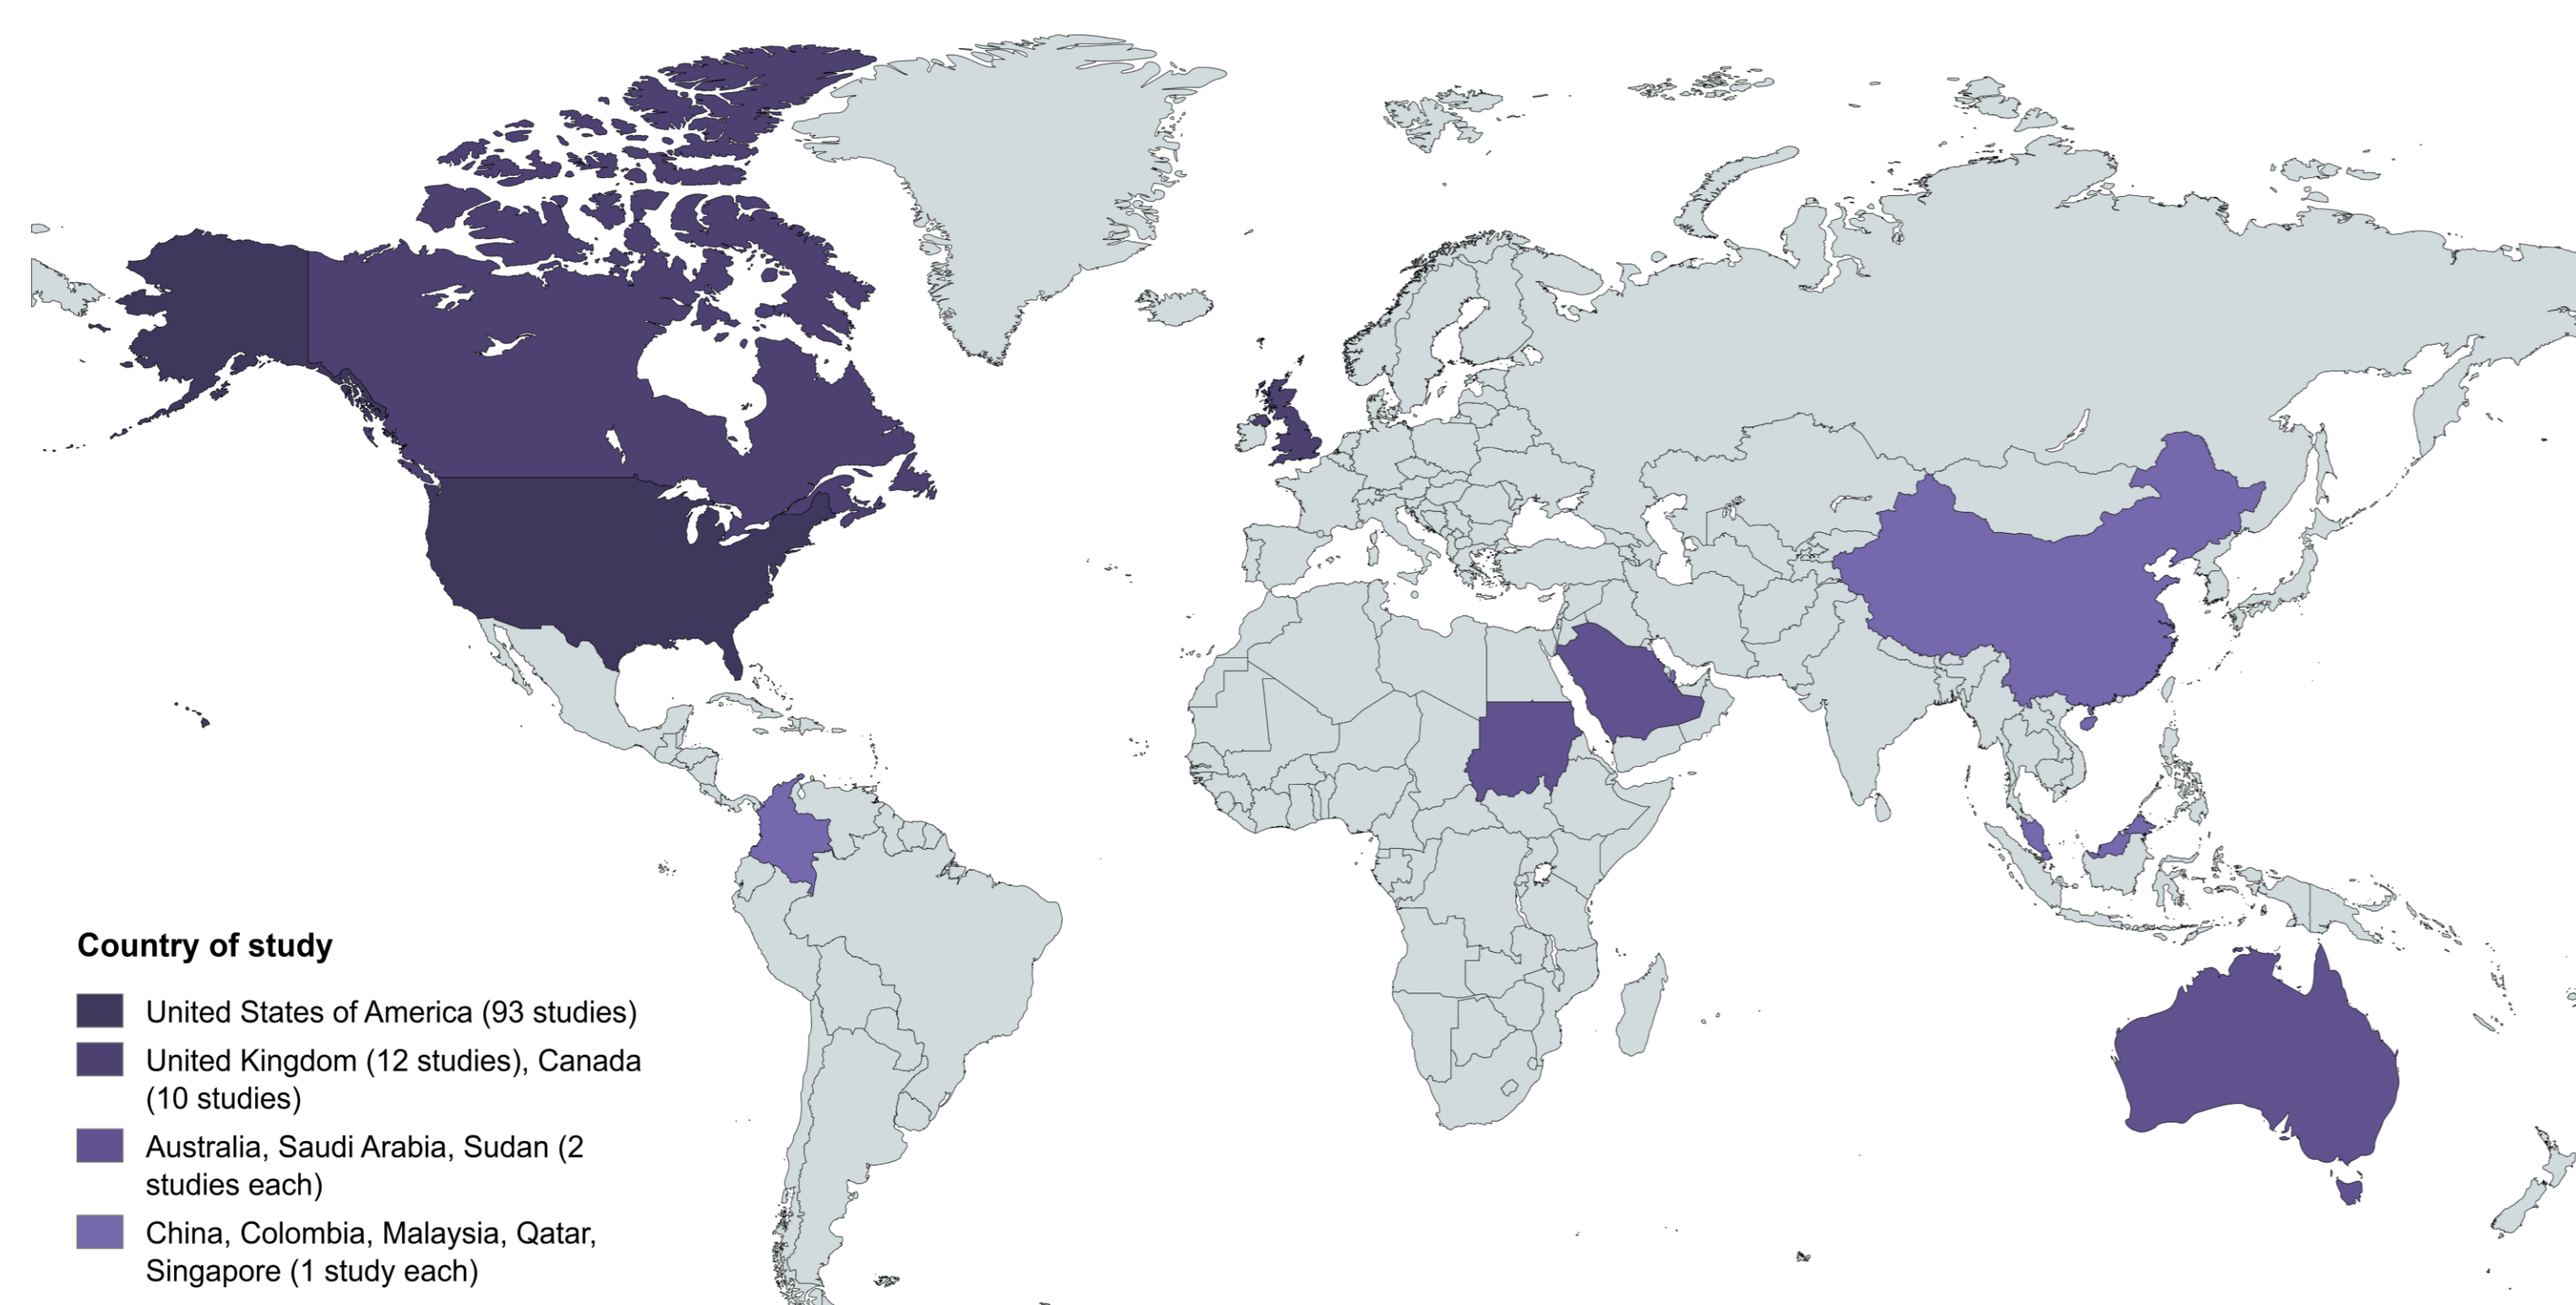 Country of study
United States of America (93 studies)
United Kingdom (12 studies), Canada
(10 studies)
Australia, Saudi Arabia, Sudan (2
studies each)
China, Colombia, Malaysia, Qatar,
Singapore (1 study each)